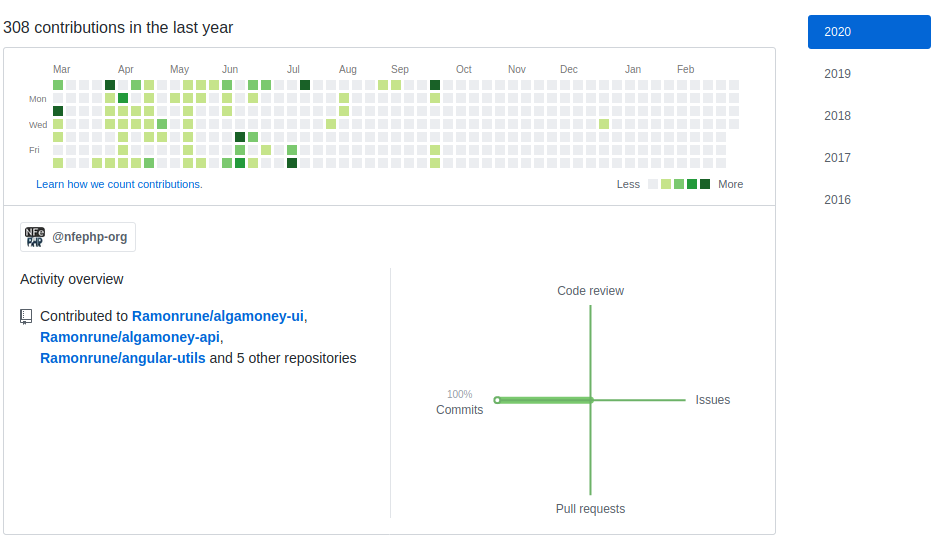 308 contributions in the last year
2020
2019
2018
2017
2016
Mar Apr May Jun Jul Aug Sep Oct Nov Dec Jan Feb
Mon
Wed
Fri
Learn how we count contributions.
Less More
NFe
PHP
@nfephp-org
Activity overview
Contributed to Ramonrune/algamoney-ui,
Ramonrune/algamoney-api,
Ramonrune/angular-utils and 5 other repositories
Code review
100%
Commits
Issues
Pull requests